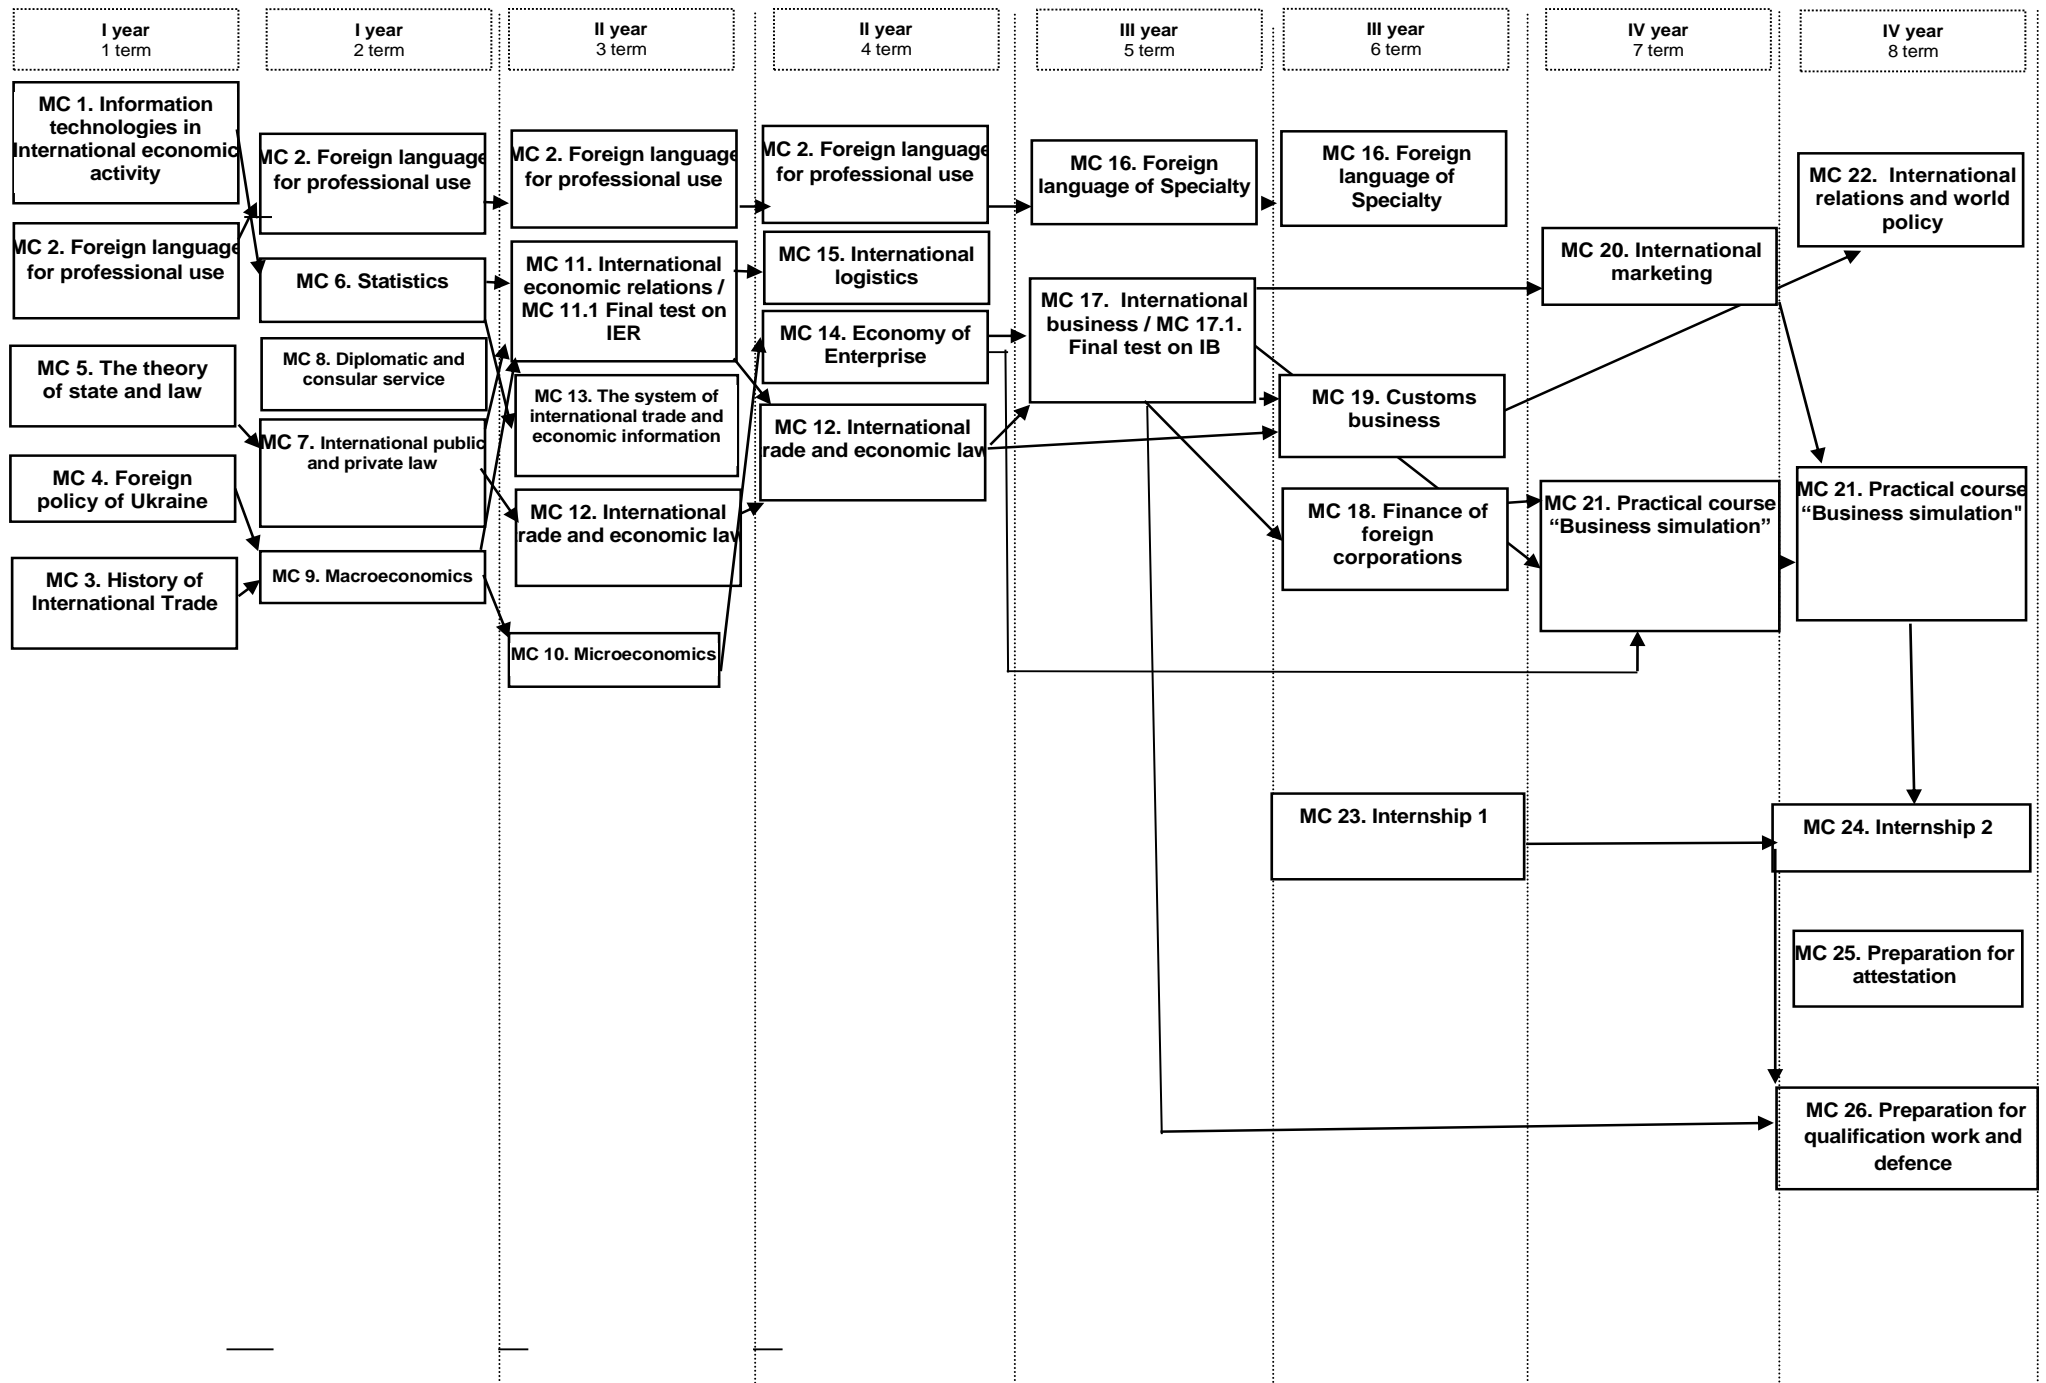 I year
1 term
I year
2 term
II year
3 term
II year
4 term
III year
5 term
III year
6 term
IV year
7 term
IV year
8 term
MC 1. Information
technologies in
International economic
activity
MC 2. Foreign language
for professional use
MC 5. The theory
of state and law
MC 4. Foreign
policy of Ukraine
MC 3. History of
International Trade
MC 2. Foreign language
for professional use
MC 6. Statistics
MC 8. Diplomatic and
consular service
MC 7. International public
and private law
MC 9. Macroeconomics
MC 2. Foreign language
for professional use
MC 11. International
economic relations /
MC 11.1 Final test on
IER
MC 13. The system of
international trade and
economic information
MC 12. International
rade and economic law
MC 10. Microeconomics
MC 2. Foreign language
for professional use
MC 15. International
logistics
MC 14. Economy of
Enterprise
MC 12. International
rade and economic law
MC 16. Foreign
language of Specialty
MC 17. International
business / MC 17.1.
Final test on IB
MC 16. Foreign
language of
Specialty
MC 19. Customs
business
MC 18. Finance of
foreign
corporations
MC 23. Internship 1
MC 20. International
marketing
MC 21. Practical course
“Business simulation”
MC 22. International
relations and world
policy
MC 21. Practical course
“Business simulation"
MC 24. Internship 2
MC 25. Preparation for
attestation
MC 26. Preparation for
qualification work and
defence